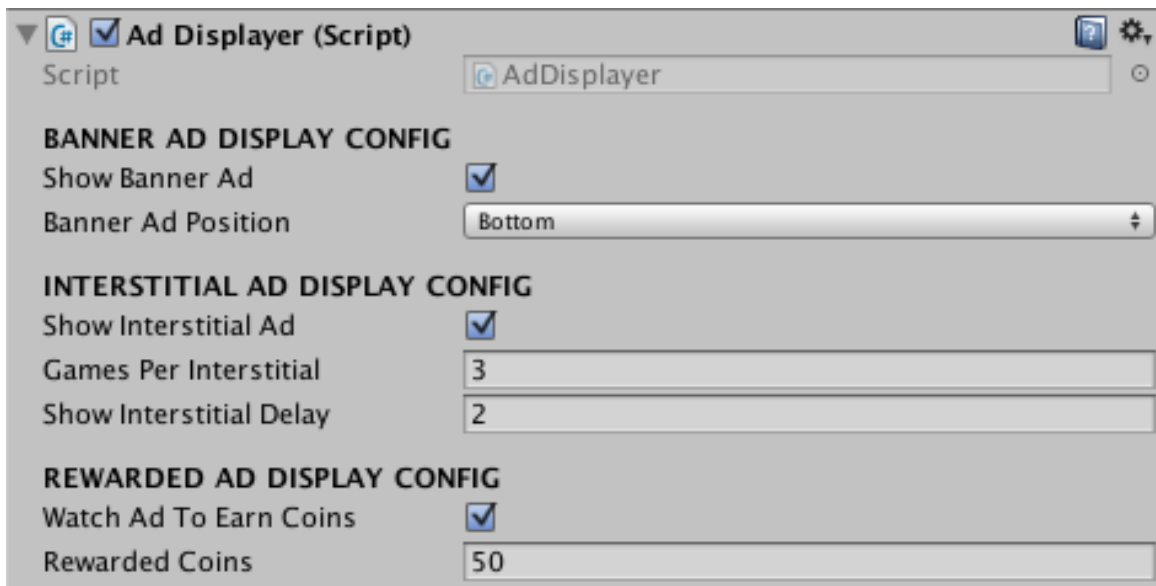 Ad Displayer (Script)
Script AdDisplayer
BANNER AD DISPLAY CONFIG
Show Banner Ad
Banner Ad Position Bottom
INTERSTITIAL AD DISPLAY CONFIG
Show Interstitial Ad
Games Per Interstitial 3
Show Interstitial Delay 2
REWARDED AD DISPLAY CONFIG
Watch Ad To Earn Coins
Rewarded Coins 50